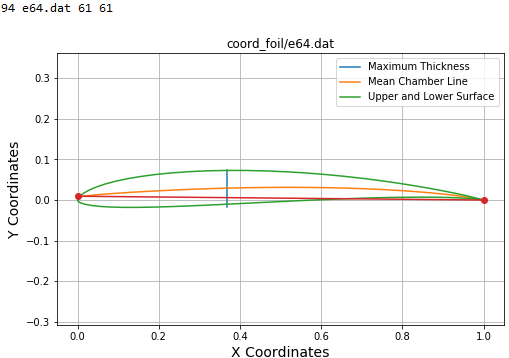 94 e64.dat 61 61
coord_foil/e64.dat
Maximum Thickness
Mean Chamber Line
Upper and Lower Surface
0.3
0.2
0.1
0.0
−0.1
−0.2
−0.3
Y Coordinates
0.0 0.2 0.4 0.6 0.8 1.0
X Coordinates